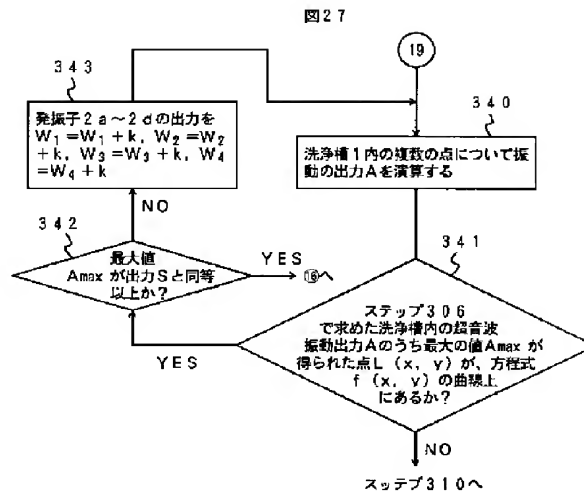 図27
19
343
発振子2a~2dの出力を
W1=W1+k, W2=W2
+k, W3=W3+k, W4
=W4+k
340
洗浄槽1内の複数の点について振
動の出力Aを演算する
NO
342
最大値
Amaxが出力Sと同等
以上か?
YES
⑯へ
341
ステップ306
で求めた洗浄槽内の超音波
振動出力Aのうち最大の値Amaxが
得られた点L(x, y)が、方程式
f(x, y)の曲線上
にあるか?
YES
NO
スッテプ310へ